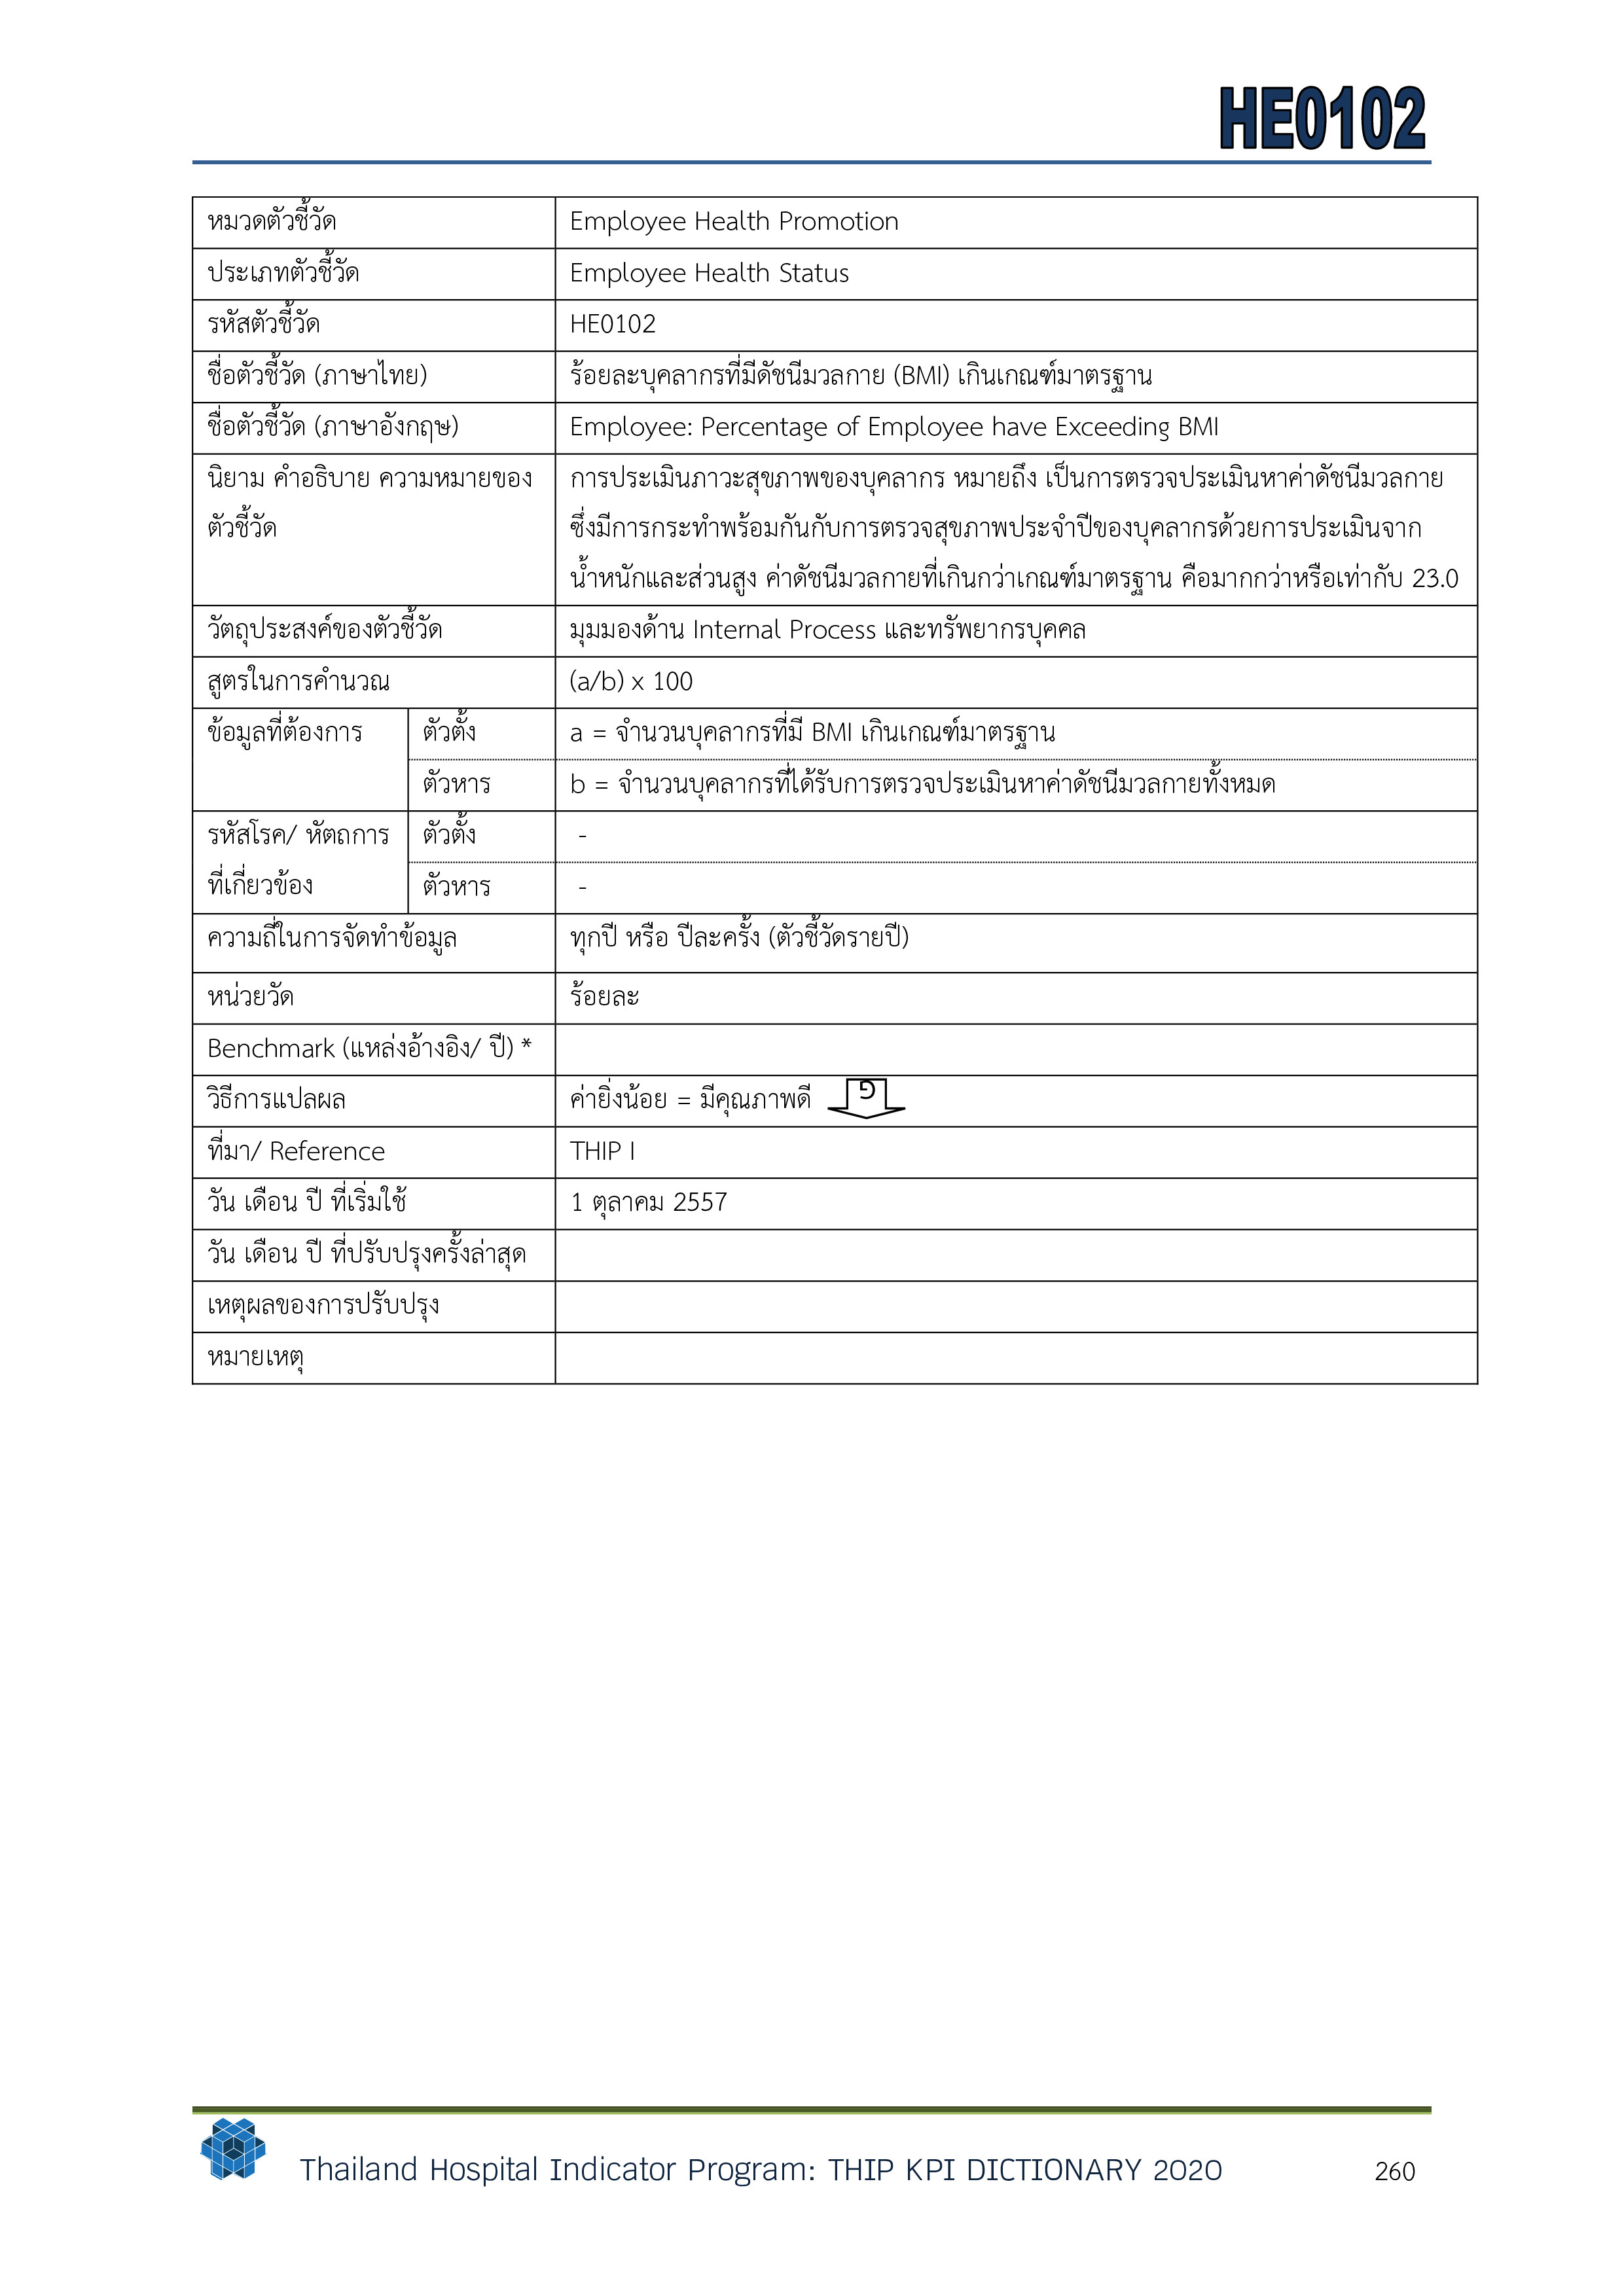 HE0102
หมวดตัวชี้วัด Employee Health Promotion
ประเภทตัวชี้วัด Employee Health Status
รหัสตัวชี้วัด HE0102
ชื่อตัวชี้วัด (ภาษาไทย) ร้อยละบุคลากรที่มีดัชนีมวลกาย (BMI) เกินเกณฑ์มาตรฐาน
ชื่อตัวชี้วัด (ภาษาอังกฤษ) Employee: Percentage of Employee have Exceeding BMI
นิยาม คำอธิบาย ความหมายของ การประเมินภาวะสุขภาพของบุคลากร หมายถึง เป็นการตรวจประเมินหาค่าดัชนีมวลกาย
ตัวชี้วัด ซึ่งมีการกระทำพร้อมกันกับการตรวจสุขภาพประจำปีของบุคลากรด้วยการประเมินจาก
น้ำหนักและส่วนสูง ค่าดัชนีมวลกายที่เกินกว่าเกณฑ์มาตรฐาน คือมากกว่าหรือเท่ากับ 23.0
วัตถุประสงค์ของตัวชี้วัด มุมมองด้าน Internal Process และทรัพยากรบุคคล
สูตรในการคำนวณ (a/b) x 100
ข้อมูลที่ต้องการ ตัวตั้ง a = จำนวนบุคลากรที่มี BMI เกินเกณฑ์มาตรฐาน
ตัวหาร b = จำนวนบุคลากรที่ได้รับการตรวจประเมินหาค่าดัชนีมวลกายทั้งหมด
รหัสโรค/ หัตถการ ตัวตั้ง -
ที่เกี่ยวข้อง ตัวหาร -
ความถี่ในการจัดทำข้อมูล ทุกปี หรือ ปีละครั้ง (ตัวชี้วัดรายปี)
หน่วยวัด ร้อยละ
Benchmark (แหล่งอ้างอิง/ ปี) *
วิธีการแปลผล ค่ายิ่งน้อย = มีคุณภาพดี
ที่มา/ Reference THIP I
วัน เดือน ปี ที่เริ่มใช้ 1 ตุลาคม 2557
วัน เดือน ปี ที่ปรับปรุงครั้งล่าสุด
เหตุผลของการปรับปรุง
หมายเหตุ
Thailand Hospital Indicator Program: THIP KPI DICTIONARY 2020 260